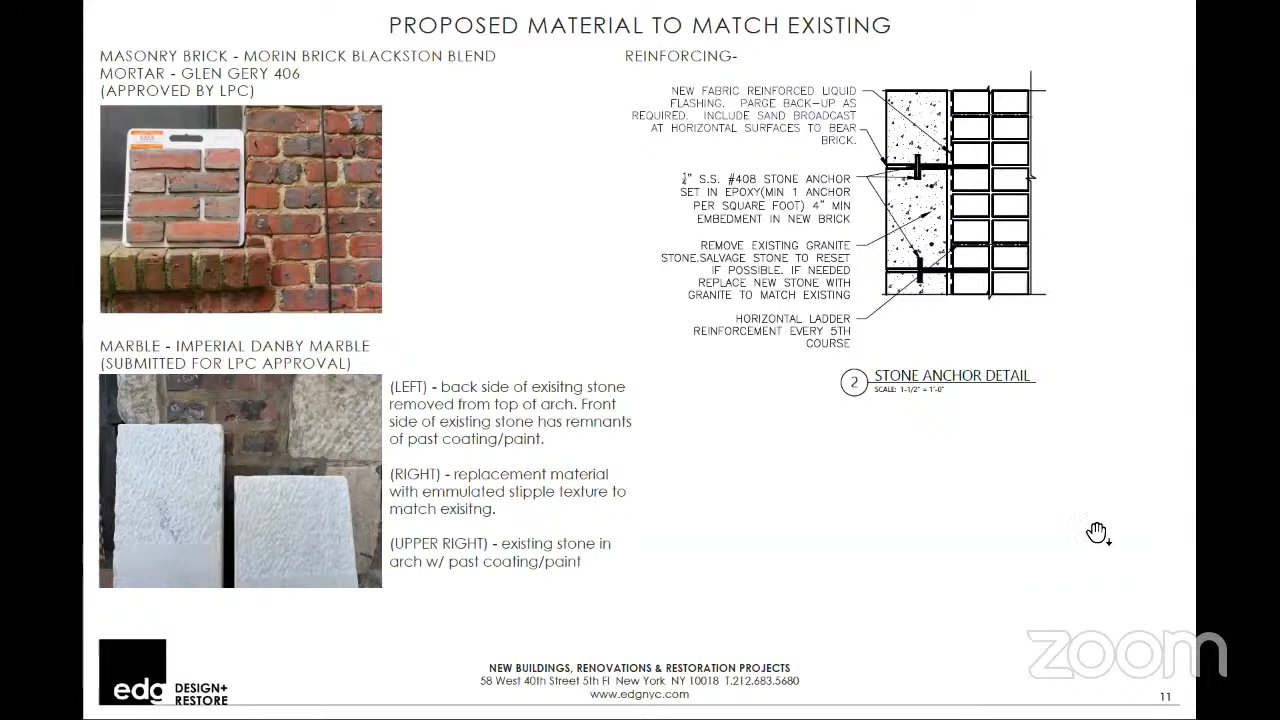 PROPOSED MATERIAL TO MATCH EXISTING
MASONRY BRICK - MORIN BRICK BLACKSTON BLEND
MORTAR - GLEN GERY 406
(APPROVED BY LPC)
MARBLE - IMPERIAL DANBY MARBLE
(SUBMITTED FOR LPC APPROVAL)
(LEFT) - back side of exisitng stone
removed from top of arch. Front
side of existing stone has remnants
of past coating/paint.
(RIGHT) - replacement material
with emmulated stipple texture to
match exisitng.
(UPPER RIGHT) - existing stone in
arch w/ past coating/paint
REINFORCING-
NEW FABRIC REINFORCED LIQUID
FLASHING. PARGE BACK-UP AS
REQUIRED. INCLUDE SAND BROADCAST
AT HORIZONTAL SURFACES TO BEAR
BRICK.
½" S.S. #408 STONE ANCHOR
SET IN EPOXY(MIN 1 ANCHOR
PER SQUARE FOOT) 4" MIN
EMBEDMENT IN NEW BRICK
REMOVE EXISTING GRANITE
STONE.SALVAGE STONE TO RESET
IF POSSIBLE. IF NEEDED
REPLACE NEW STONE WITH
GRANITE TO MATCH EXISTING
HORIZONTAL LADDER
REINFORCEMENT EVERY 5TH
COURSE
2 STONE ANCHOR DETAIL
SCALE: 1-1/2" = 1'-0"
zoom
edg DESIGN+
RESTORE
NEW BUILDINGS, RENOVATIONS & RESTORATION PROJECTS
58 West 40th Street 5th Fl New York NY 10018 T.212.683.5680
www.edgnyc.com
11